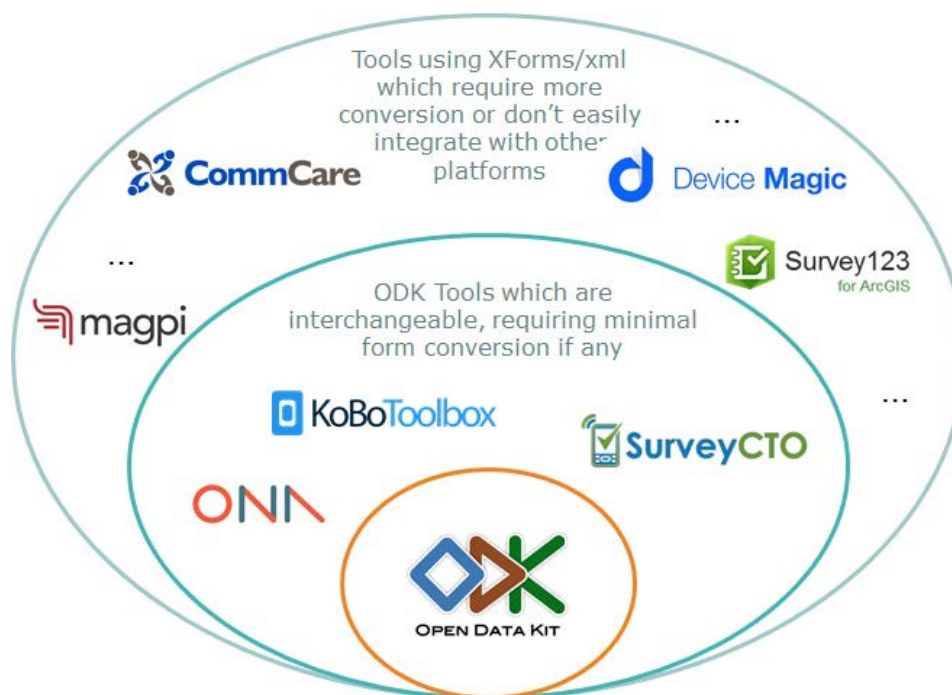 Tools using XForms/xml
which require more
conversion or don’t easily
integrate with other
platforms
...
CommCare
Device Magic
...
Survey123
for ArcGIS
magpi
ODK Tools which are
interchangeable, requiring minimal
form conversion if any
...
KoBoToolbox
SurveyCTO
ONA
ODK
OPEN DATA KIT